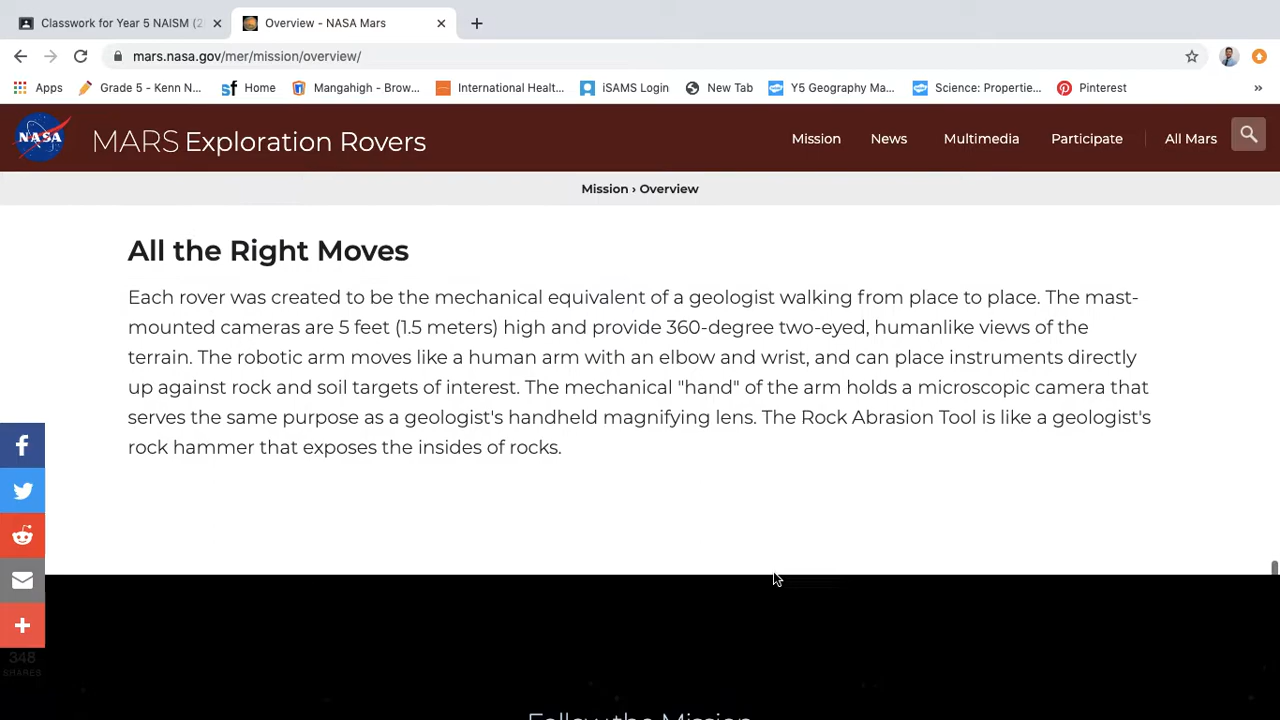 Classwork for Year 5 NAISM (2
Overview - NASA Mars
mars.nasa.gov/mer/mission/overview/
Apps
Grade 5 - Kenn N...
Home
Mangahigh - Brow...
International Healt...
iSAMS Login
New Tab
Y5 Geography Ma...
Science: Propertie...
Pinterest
»
NASA
MARS Exploration Rovers
Mission
News
Multimedia
Participate
All Mars
Mission › Overview
All the Right Moves
Each rover was created to be the mechanical equivalent of a geologist walking from place to place. The mast-
mounted cameras are 5 feet (1.5 meters) high and provide 360-degree two-eyed, humanlike views of the
terrain. The robotic arm moves like a human arm with an elbow and wrist, and can place instruments directly
up against rock and soil targets of interest. The mechanical "hand" of the arm holds a microscopic camera that
serves the same purpose as a geologist's handheld magnifying lens. The Rock Abrasion Tool is like a geologist's
rock hammer that exposes the insides of rocks.
348
SHARES
Follow the Mission